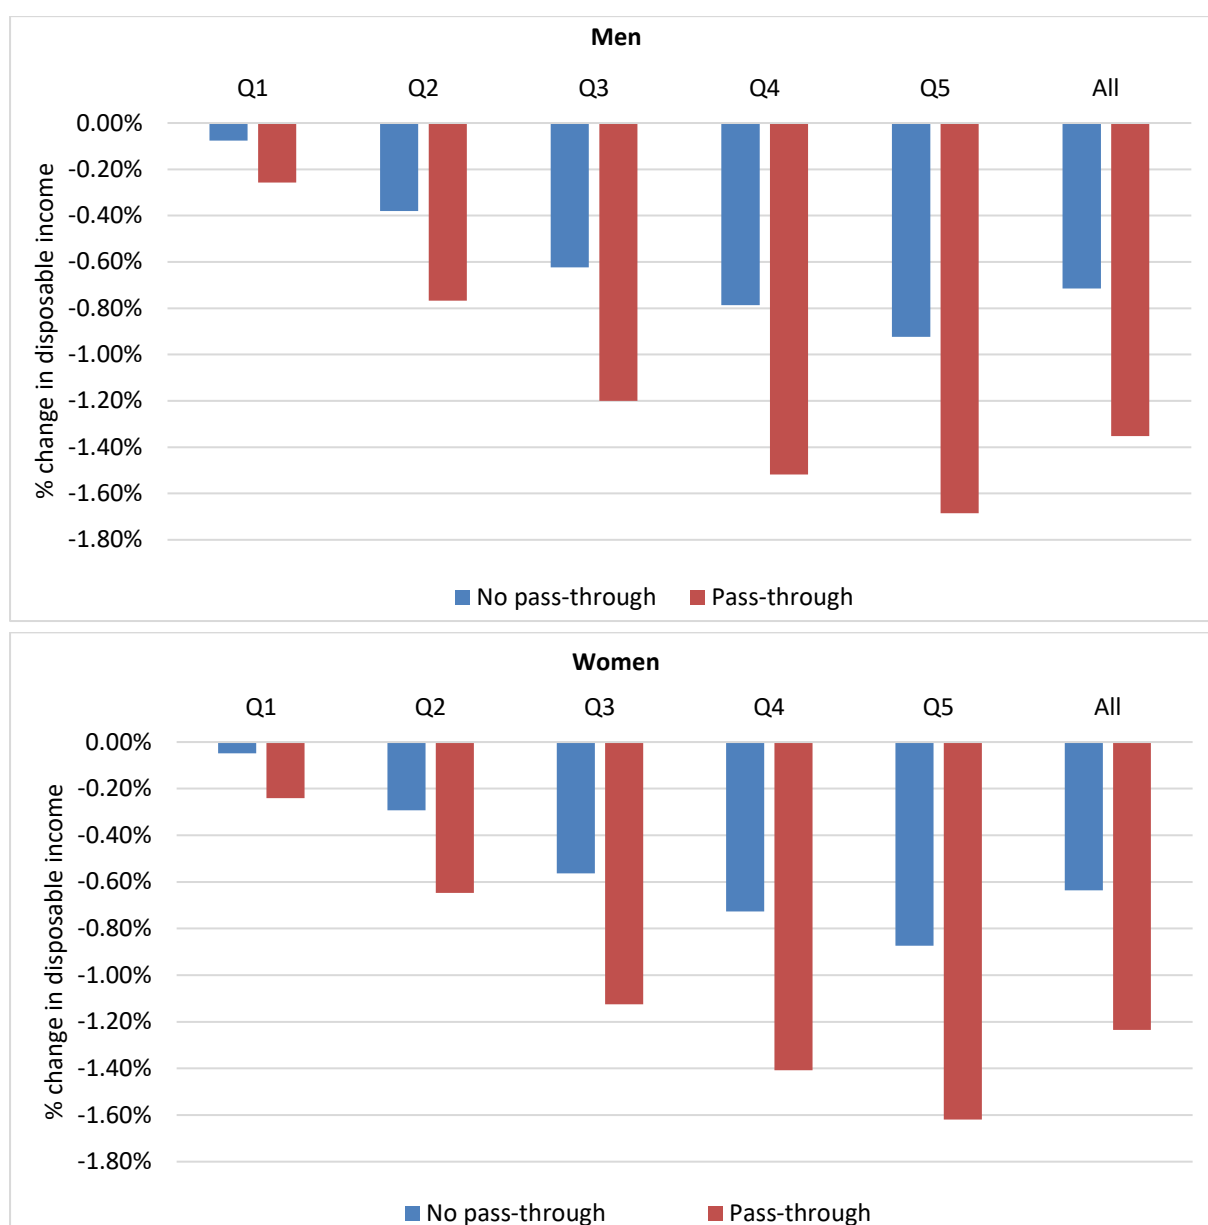 Men
Q1 Q2 Q3 Q4 Q5 All
0.00%
-0.20%
-0.40%
-0.60%
-0.80%
-1.00%
-1.20%
-1.40%
-1.60%
-1.80%
% change in disposable income
No pass-through Pass-through
Women
Q1 Q2 Q3 Q4 Q5 All
0.00%
-0.20%
-0.40%
-0.60%
-0.80%
-1.00%
-1.20%
-1.40%
-1.60%
-1.80%
% change in disposable income
No pass-through Pass-through